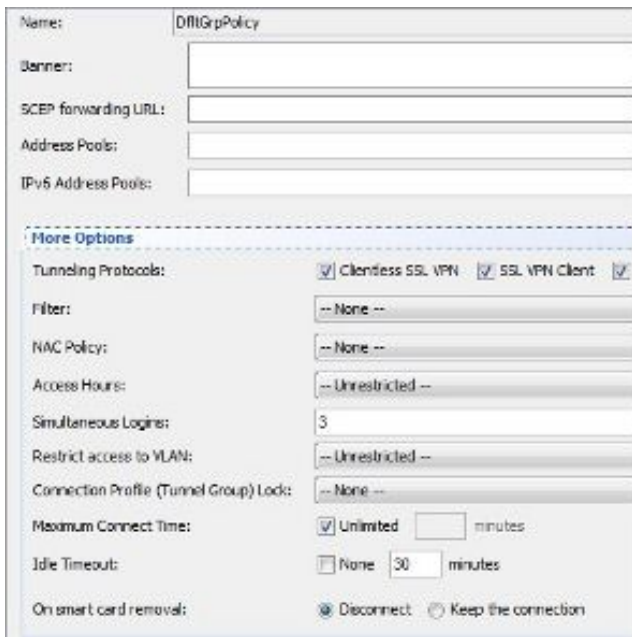 Name: DfltGrpPolicy
Banner:
SCEP forwarding URL:
Address Pools:
IPv6 Address Pools:
More Options
Tunneling Protocols: Clientless SSL VPN SSL VPN Client
Filter: -- None --
NAC Policy: -- None --
Access Hours: -- Unrestricted --
Simultaneous Logins: 3
Restrict access to VLAN: -- Unrestricted --
Connection Profile (Tunnel Group) Lock: -- None --
Maximum Connect Time: Unlimited minutes
Idle Timeout: None 30 minutes
On smart card removal: Disconnect Keep the connection